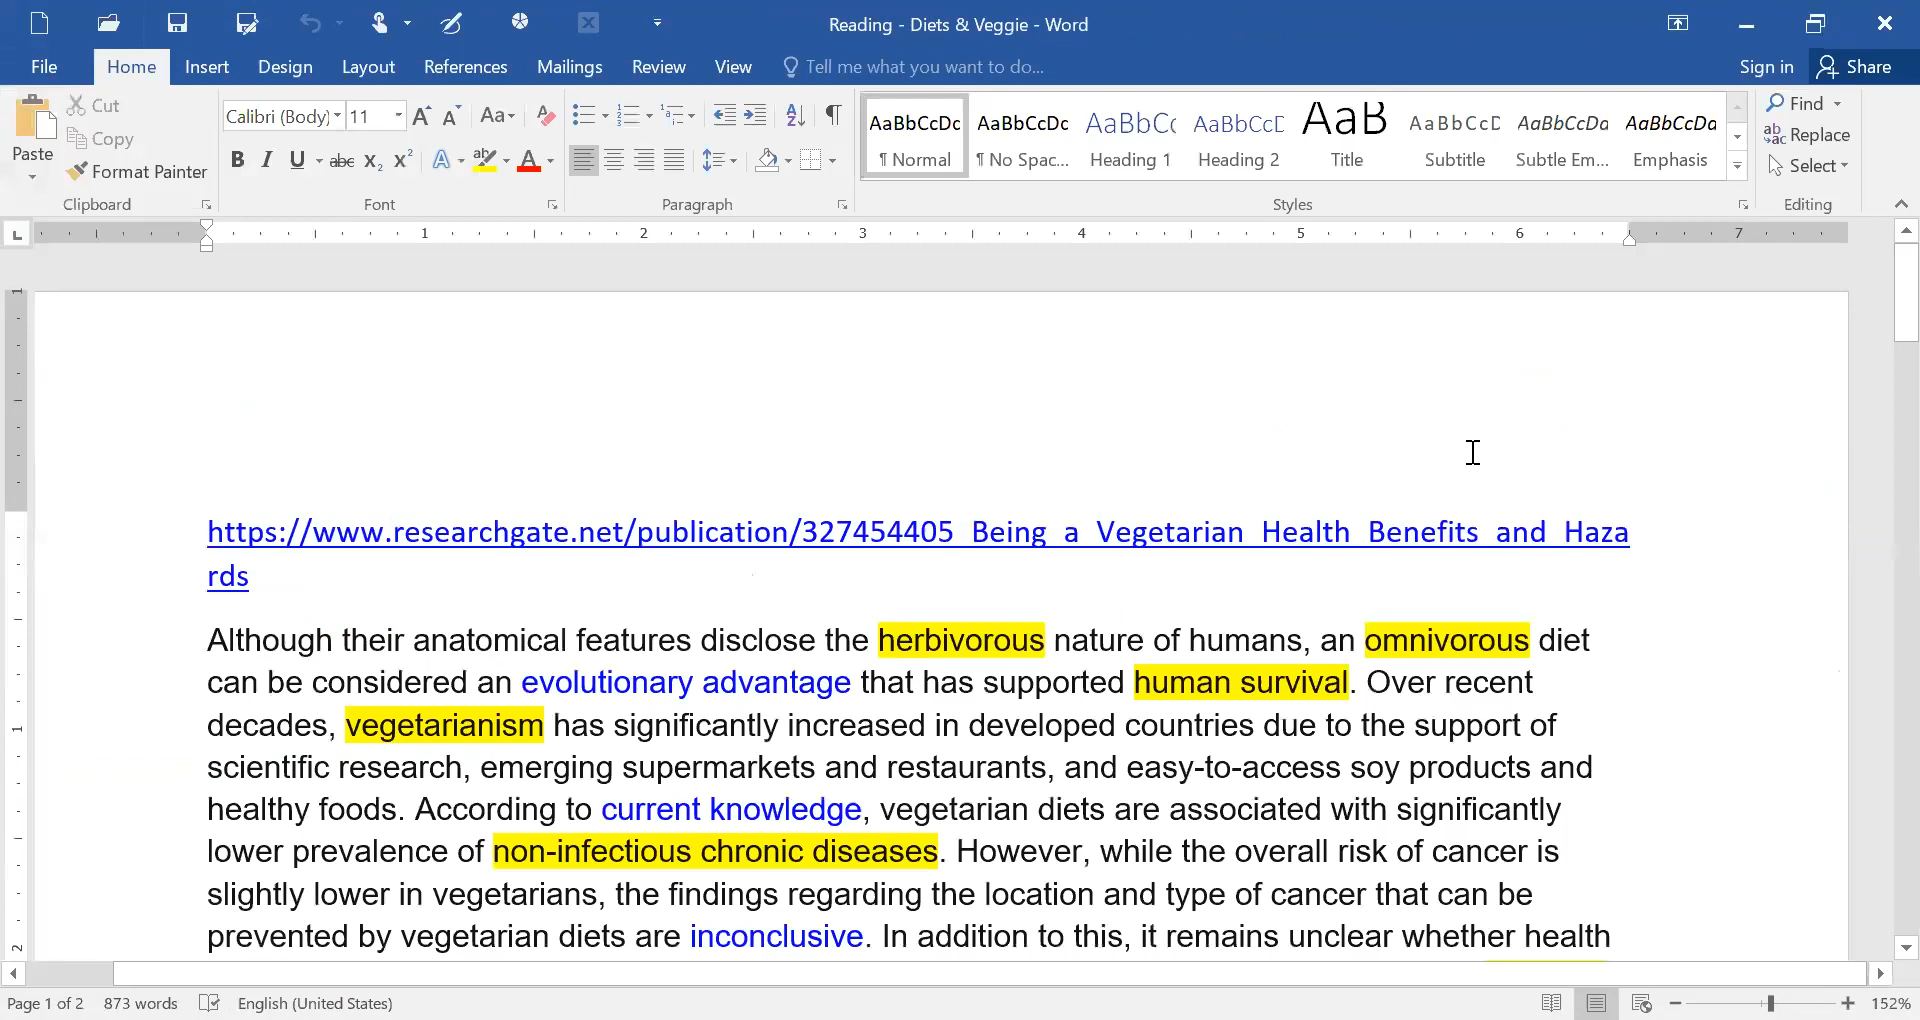 Reading - Diets & Veggie - Word
File Home Insert Design Layout References Mailings Review View Tell me what you want to do... Sign in Share
Paste
Cut
Copy
Format Painter
Clipboard
Calibri (Body) 11
Font
Paragraph
AaBbCcDc AaBbCcDc AaBbCc AaBbCcD AaB AaBbCcD AaBbCcDd AaBbCcDd
¶ Normal ¶ No Spac... Heading 1 Heading 2 Title Subtitle Subtle Em... Emphasis
Styles
Find
Replace
Select
Editing
1 2 3 4 5 6 7
https://www.researchgate.net/publication/327454405_Being_a_Vegetarian_Health_Benefits_and_Haza
rds
Although their anatomical features disclose the herbivorous nature of humans, an omnivorous diet
can be considered an evolutionary advantage that has supported human survival. Over recent
decades, vegetarianism has significantly increased in developed countries due to the support of
scientific research, emerging supermarkets and restaurants, and easy-to-access soy products and
healthy foods. According to current knowledge, vegetarian diets are associated with significantly
lower prevalence of non-infectious chronic diseases. However, while the overall risk of cancer is
slightly lower in vegetarians, the findings regarding the location and type of cancer that can be
prevented by vegetarian diets are inconclusive. In addition to this, it remains unclear whether health
Page 1 of 2 873 words English (United States) 152%